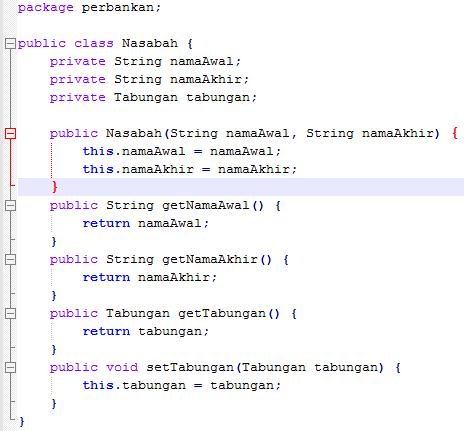 package perbankan;
public class Nasabah {
private String namaAwal;
private String namaAkhir;
private Tabungan tabungan;
public Nasabah(String namaAwal, String namaAkhir) {
this.namaAwal = namaAwal;
this.namaAkhir = namaAkhir;
}
public String getNamaAwal() {
return namaAwal;
}
public String getNamaAkhir() {
return namaAkhir;
}
public Tabungan getTabungan() {
return tabungan;
}
public void setTabungan(Tabungan tabungan) {
this.tabungan = tabungan;
}
}